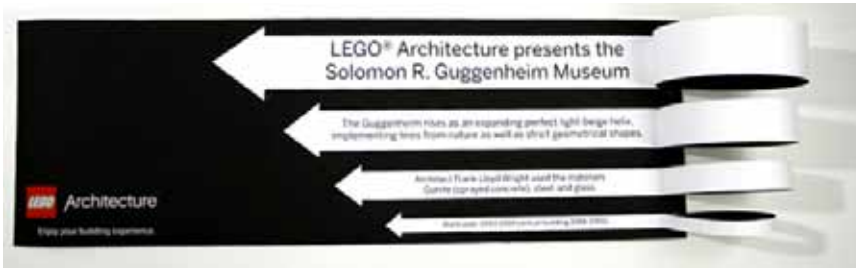 LEGO® Architecture presents the
Solomon R. Guggenheim Museum
The Guggenheim rises as an expanding perfect light beige helix,
implementing lines from nature as well as strict geometrical shapes.
Architect Frank Lloyd Wright used the materials
Gunite (sprayed concrete), steel and glass.
LEGO Architecture
Enjoy your building experience.